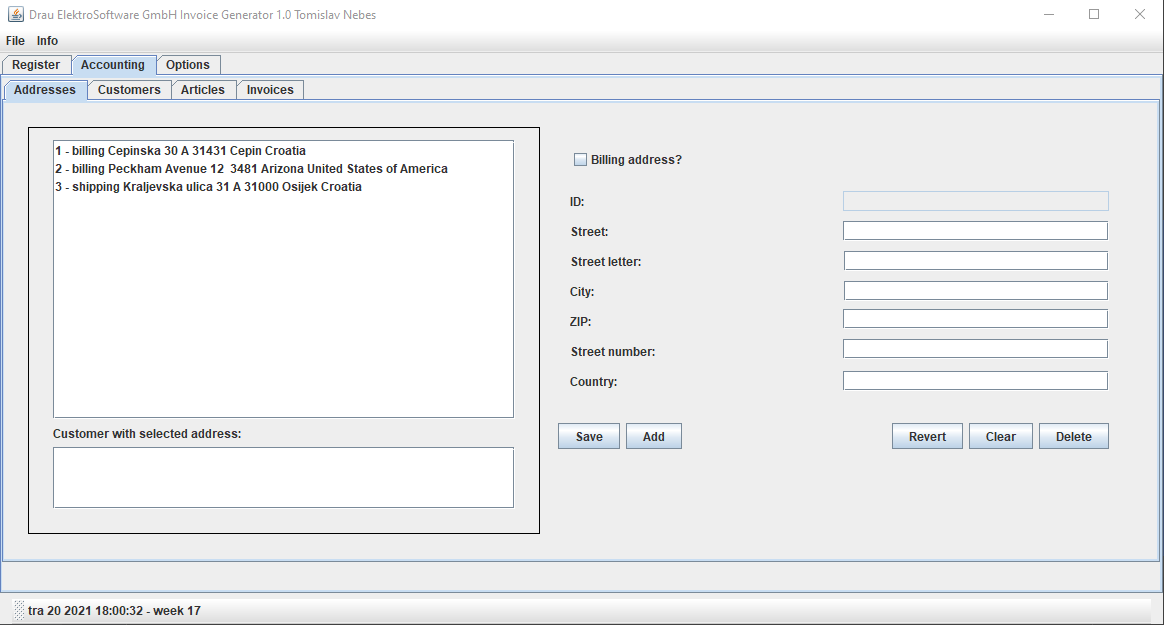 Drau ElektroSoftware GmbH Invoice Generator 1.0 Tomislav Nebes
File Info
Register Accounting Options
Addresses Customers Articles Invoices
1 - billing Cepinska 30 A 31431 Cepin Croatia
2 - billing Peckham Avenue 12  3481 Arizona United States of America
3 - shipping Kraljevska ulica 31 A 31000 Osijek Croatia
Customer with selected address:
Billing address?
ID:
Street:
Street letter:
City:
ZIP:
Street number:
Country:
Save Add Revert Clear Delete
tra 20 2021 18:00:32 - week 17